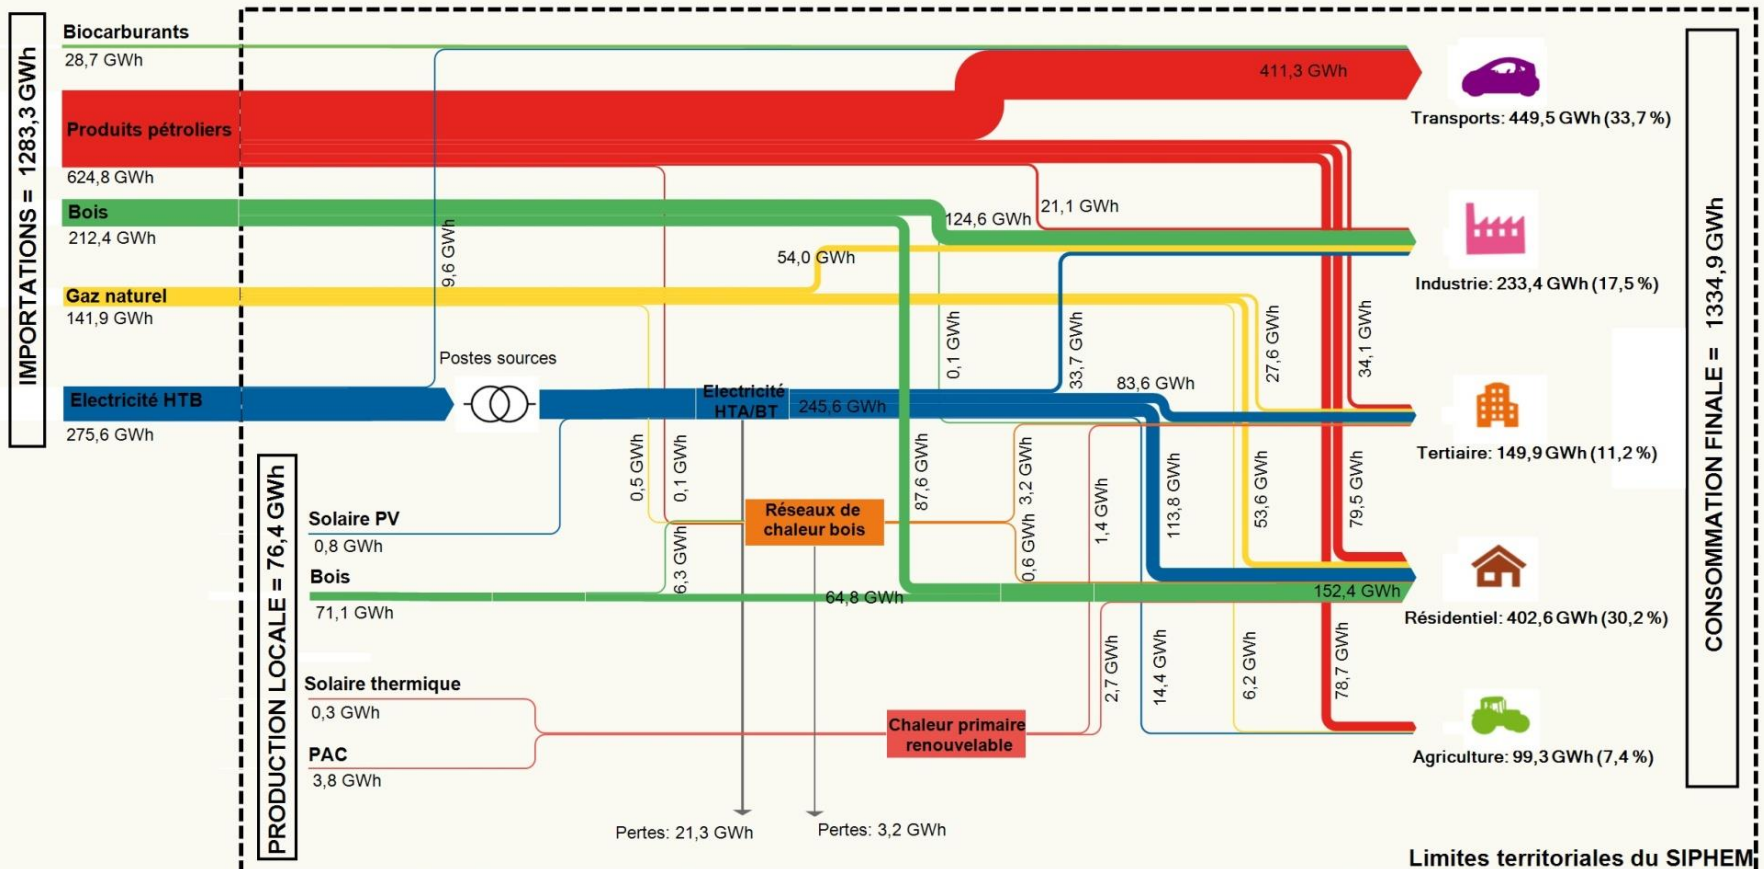 IMPORTATIONS = 1283,3 GWh
Biocarburants
28,7 GWh
Produits pétroliers
624,8 GWh
Bois
212,4 GWh
Gaz naturel
141,9 GWh
Electricité HTB
275,6 GWh
PRODUCTION LOCALE = 76,4 GWh
Solaire PV
0,8 GWh
Bois
71,1 GWh
Solaire thermique
0,3 GWh
PAC
3,8 GWh
9,6 GWh
Postes sources
Electricité
HTA/BT
245,6 GWh
0,5 GWh
0,1 GWh
6,3 GWh
Réseaux de
chaleur bois
64,8 GWh
Chaleur primaire
renouvelable
Pertes: 21,3 GWh
Pertes: 3,2 GWh
54,0 GWh
124,6 GWh
21,1 GWh
411,3 GWh
0,1 GWh
33,7 GWh
83,6 GWh
27,6 GWh
34,1 GWh
87,6 GWh
3,2 GWh
0,6 GWh
1,4 GWh
113,8 GWh
53,6 GWh
79,5 GWh
152,4 GWh
2,7 GWh
14,4 GWh
6,2 GWh
78,7 GWh
Transports: 449,5 GWh (33,7 %)
Industrie: 233,4 GWh (17,5 %)
Tertiaire: 149,9 GWh (11,2 %)
Résidentiel: 402,6 GWh (30,2 %)
Agriculture: 99,3 GWh (7,4 %)
CONSOMMATION FINALE = 1334,9 GWh
Limites territoriales du SIPHEM